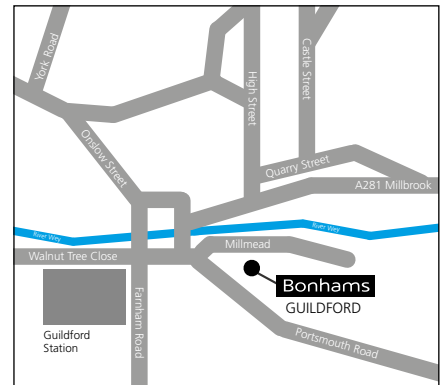 York Road
High Street
Castle Street
Onslow Street
Quarry Street
A281 Millbrook
River Wey
River Wey
Millmead
Walnut Tree Close
Bonhams
GUILDFORD
Farnham Road
Guildford
Station
Portsmouth Road